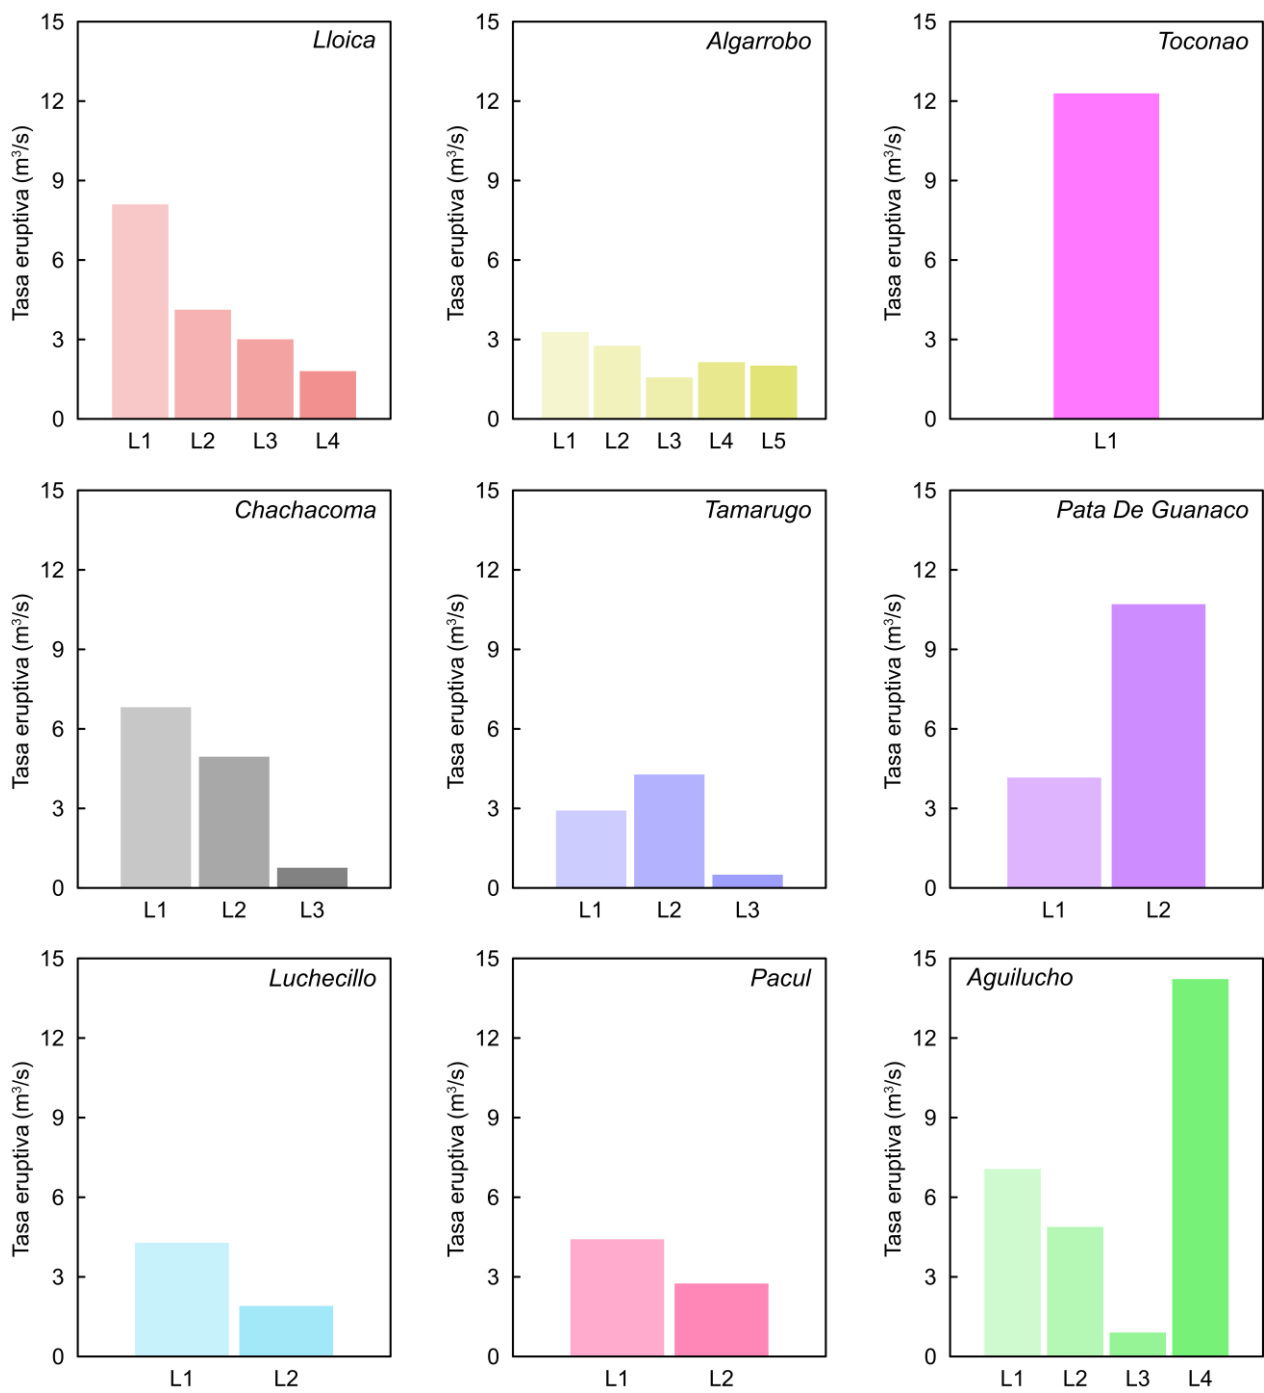 Lloica
Tasa eruptiva (m³/s)
15
12
9
6
3
0
L1 L2 L3 L4
Algarrobo
Tasa eruptiva (m³/s)
15
12
9
6
3
0
L1 L2 L3 L4 L5
Toconao
Tasa eruptiva (m³/s)
15
12
9
6
3
0
L1
Chachacoma
Tasa eruptiva (m³/s)
15
12
9
6
3
0
L1 L2 L3
Tamarugo
Tasa eruptiva (m³/s)
15
12
9
6
3
0
L1 L2 L3
Pata De Guanaco
Tasa eruptiva (m³/s)
15
12
9
6
3
0
L1 L2
Luchecillo
Tasa eruptiva (m³/s)
15
12
9
6
3
0
L1 L2
Pacul
Tasa eruptiva (m³/s)
15
12
9
6
3
0
L1 L2
Aguilucho
Tasa eruptiva (m³/s)
15
12
9
6
3
0
L1 L2 L3 L4